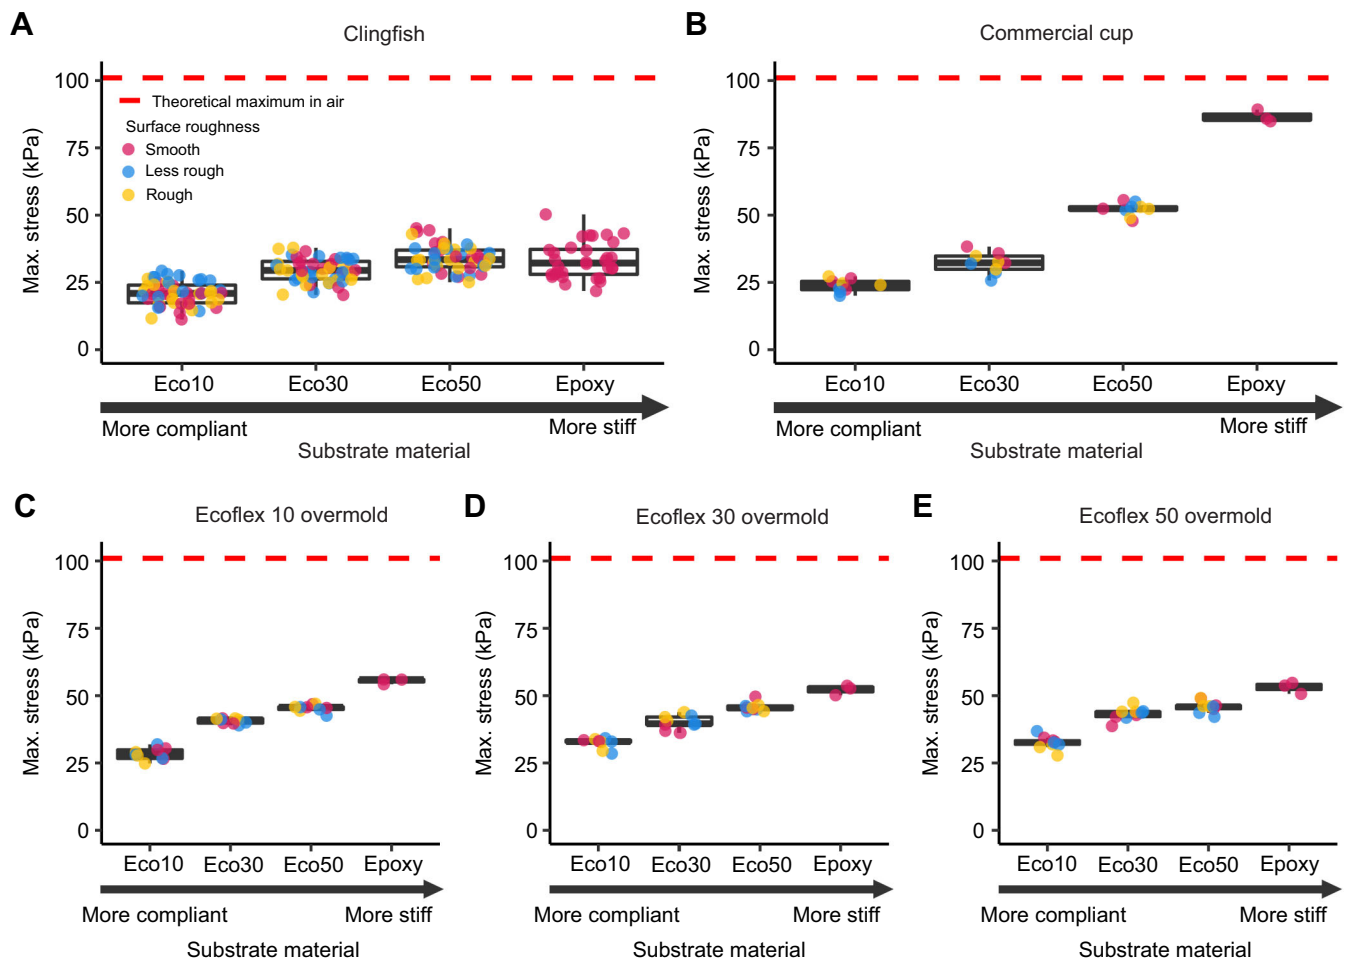 A
Clingfish
Max. stress (kPa)
100
75
50
25
0
Theoretical maximum in air
Surface roughness
Smooth
Less rough
Rough
Eco10 Eco30 Eco50 Epoxy
More compliant More stiff
Substrate material
B
Commercial cup
Max. stress (kPa)
100
75
50
25
0
Eco10 Eco30 Eco50 Epoxy
More compliant More stiff
Substrate material
C
Ecoflex 10 overmold
Max. stress (kPa)
100
75
50
25
0
Eco10 Eco30 Eco50 Epoxy
More compliant More stiff
Substrate material
D
Ecoflex 30 overmold
Max. stress (kPa)
100
75
50
25
0
Eco10 Eco30 Eco50 Epoxy
More compliant More stiff
Substrate material
E
Ecoflex 50 overmold
Max. stress (kPa)
100
75
50
25
0
Eco10 Eco30 Eco50 Epoxy
More compliant More stiff
Substrate material